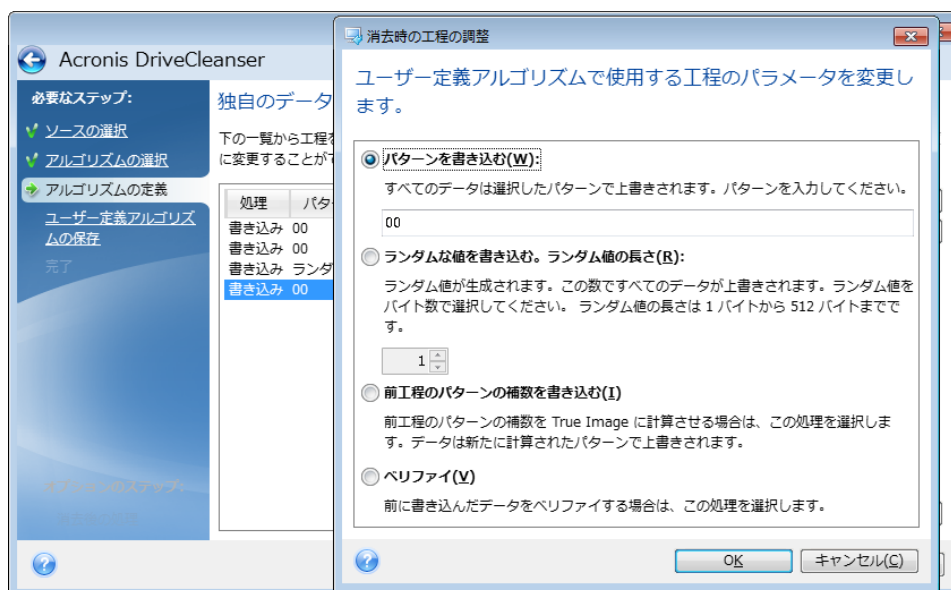 Acronis DriveCleanser
必要なステップ:
ソースの選択
アルゴリズムの選択
アルゴリズムの定義
ユーザー定義アルゴリズ
ムの保存
完了
オプションのステップ:
独自のデータ
下の一覧から工程を
に変更することがで
処理 パター
書き込み 00
書き込み 00
書き込み ランダ
書き込み 00
消去時の工程の調整
ユーザー定義アルゴリズムで使用する工程のパラメータを変更し
ます。
パターンを書き込む(W):
すべてのデータは選択したパターンで上書きされます。パターンを入力してください。
00
ランダムな値を書き込む。ランダム値の長さ(R):
ランダム値が生成されます。この数ですべてのデータが上書きされます。ランダム値を
バイト数で選択してください。 ランダム値の長さは 1 バイトから 512 バイトまでで
す。
1
前工程のパターンの補数を書き込む(I)
前工程のパターンの補数を True Image に計算させる場合は、この処理を選択しま
す。データは新たに計算されたパターンで上書きされます。
ベリファイ(V)
前に書き込んだデータをベリファイする場合は、この処理を選択します。
OK
キャンセル(C)